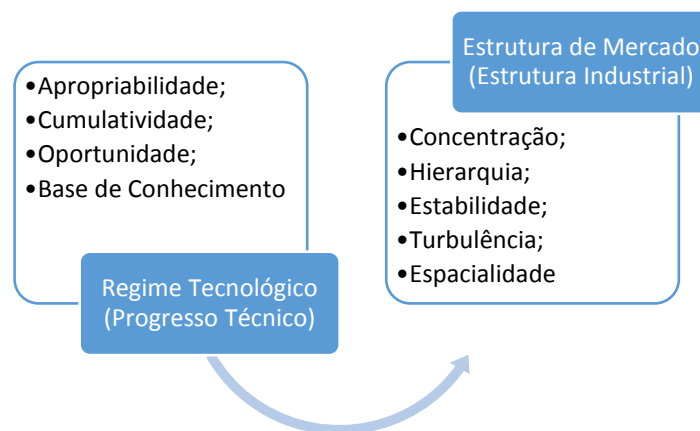 •Apropriabilidade;
•Cumulatividade;
•Oportunidade;
•Base de Conhecimento
Regime Tecnológico
(Progresso Técnico)
Estrutura de Mercado
(Estrutura Industrial)
•Concentração;
•Hierarquia;
•Estabilidade;
•Turbulência;
•Espacialidade